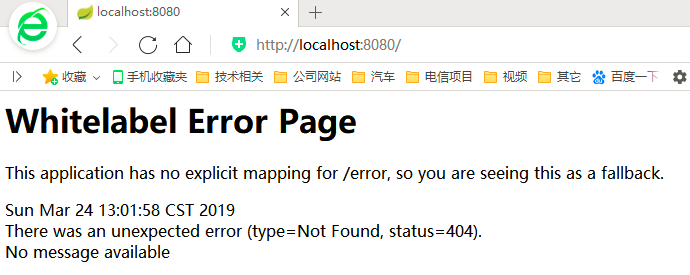 localhost:8080
http://localhost:8080/
收藏 手机收藏夹 技术相关 公司网站 汽车 电信项目 视频 其它 百度一下
Whitelabel Error Page
This application has no explicit mapping for /error, so you are seeing this as a fallback.
Sun Mar 24 13:01:58 CST 2019
There was an unexpected error (type=Not Found, status=404).
No message available